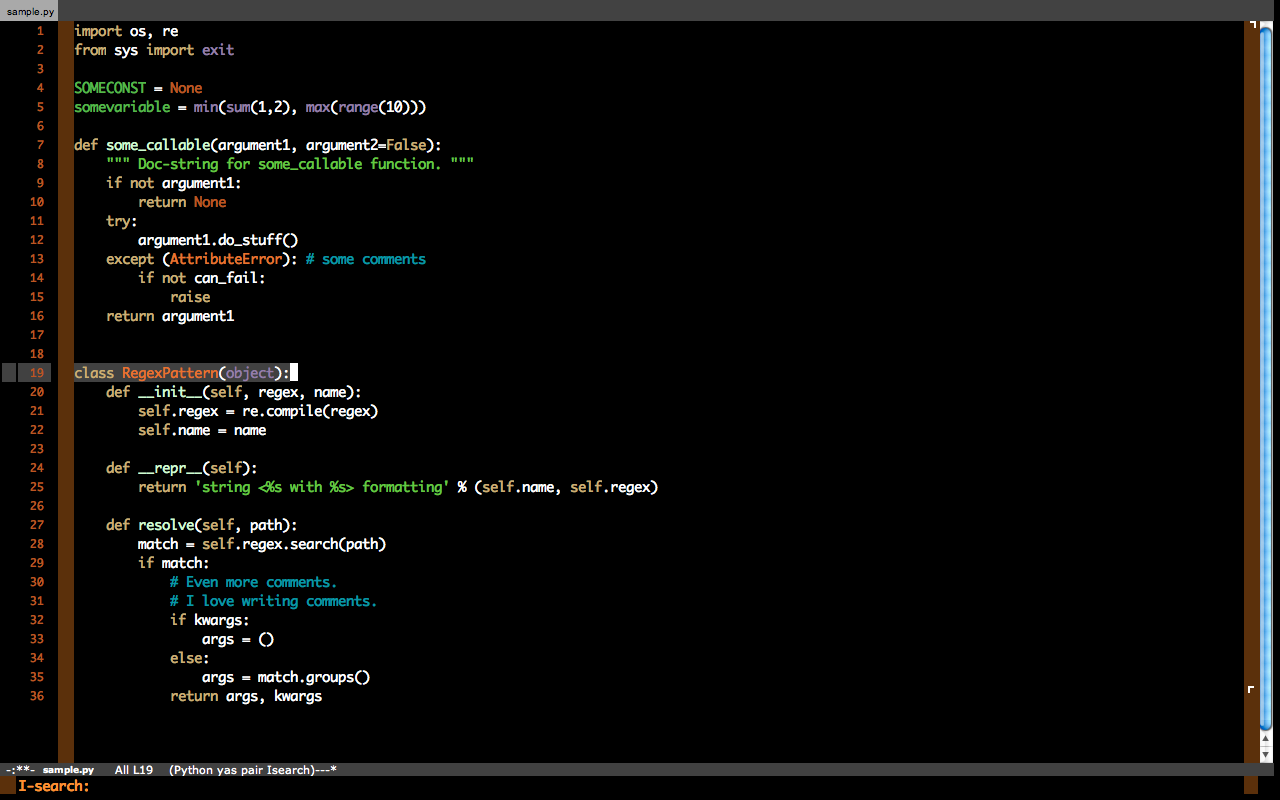 sample.py
1 import os, re
2 from sys import exit
3
4 SOMECONST = None
5 somevariable = min(sum(1,2), max(range(10)))
6
7 def some_callable(argument1, argument2=False):
8     """ Doc-string for some_callable function. """
9     if not argument1:
10         return None
11     try:
12         argument1.do_stuff()
13     except (AttributeError): # some comments
14         if not can_fail:
15             raise
16     return argument1
17
18
19 class RegexPattern(object):
20     def __init__(self, regex, name):
21         self.regex = re.compile(regex)
22         self.name = name
23
24     def __repr__(self):
25         return 'string <%s with %s> formatting' % (self.name, self.regex)
26
27     def resolve(self, path):
28         match = self.regex.search(path)
29         if match:
30             # Even more comments.
31             # I love writing comments.
32             if kwargs:
33                 args = ()
34             else:
35                 args = match.groups()
36             return args, kwargs
-:**- sample.py All L19 (Python yas pair Isearch)---*
I-search: